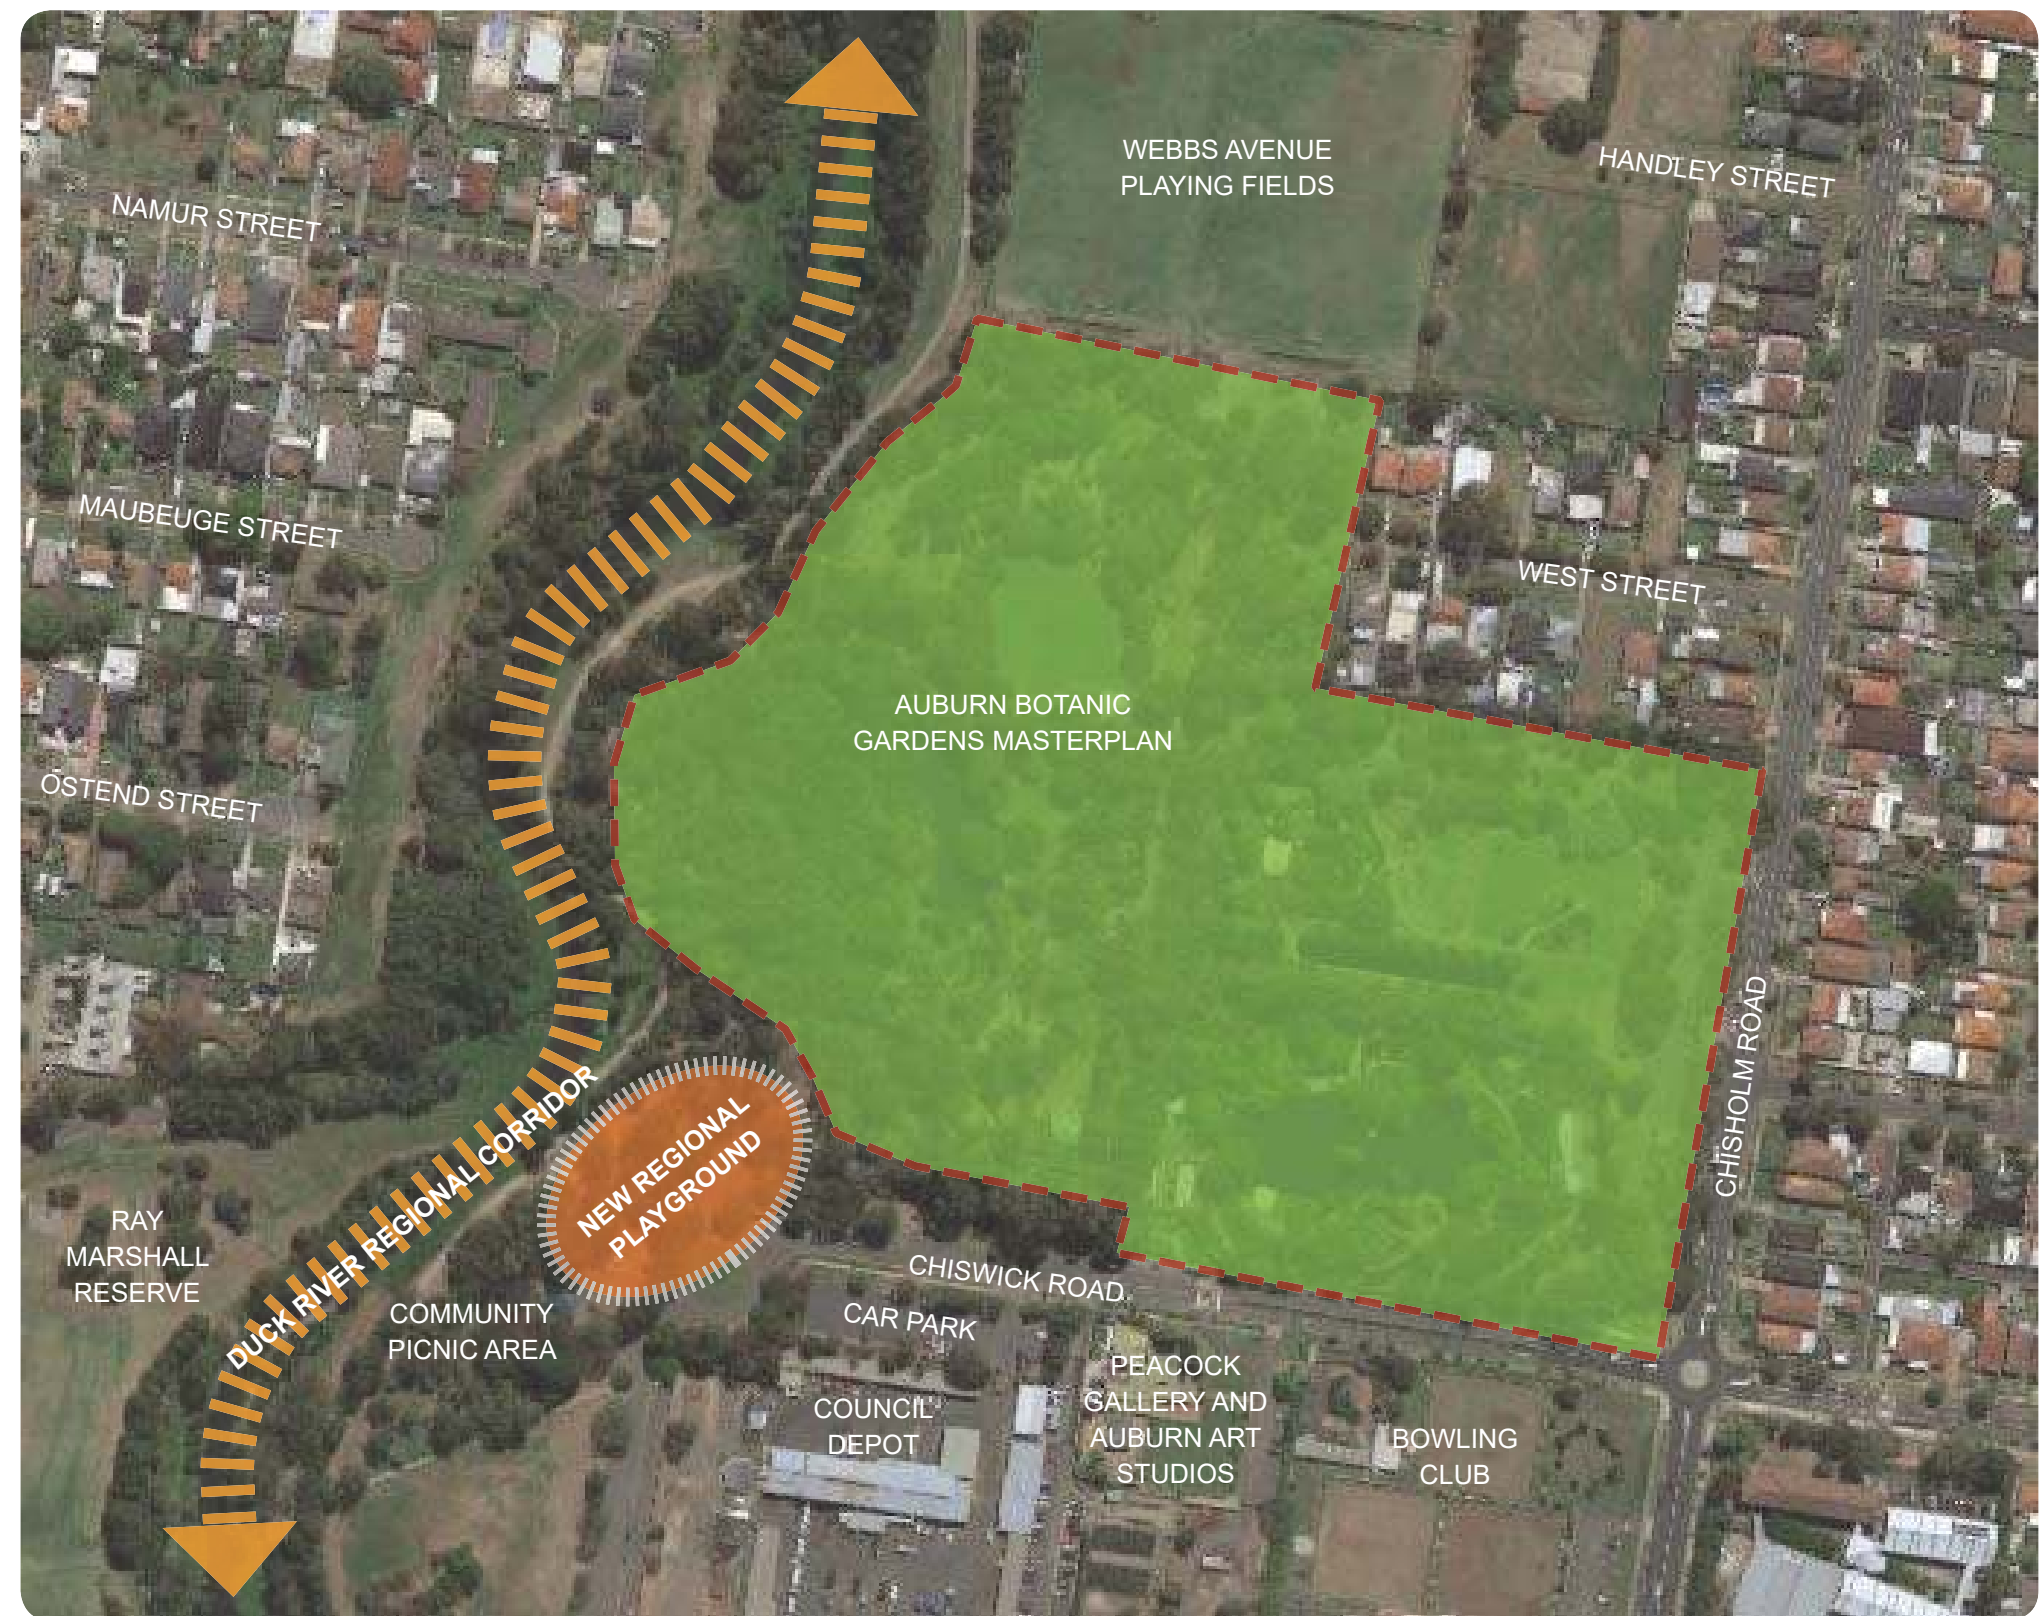 WEBBS AVENUE
PLAYING FIELDS
HANDLEY STREET
NAMUR STREET
MAUBEUGE STREET
WEST STREET
AUBURN BOTANIC
GARDENS MASTERPLAN
OSTEND STREET
CHISHOLM ROAD
DUCK RIVER REGIONAL CORRIDOR
NEW REGIONAL
PLAYGROUND
RAY
MARSHALL
RESERVE
COMMUNITY
PICNIC AREA
CHISWICK ROAD
CAR PARK
COUNCIL
DEPOT
PEACOCK
GALLERY AND
AUBURN ART
STUDIOS
BOWLING
CLUB